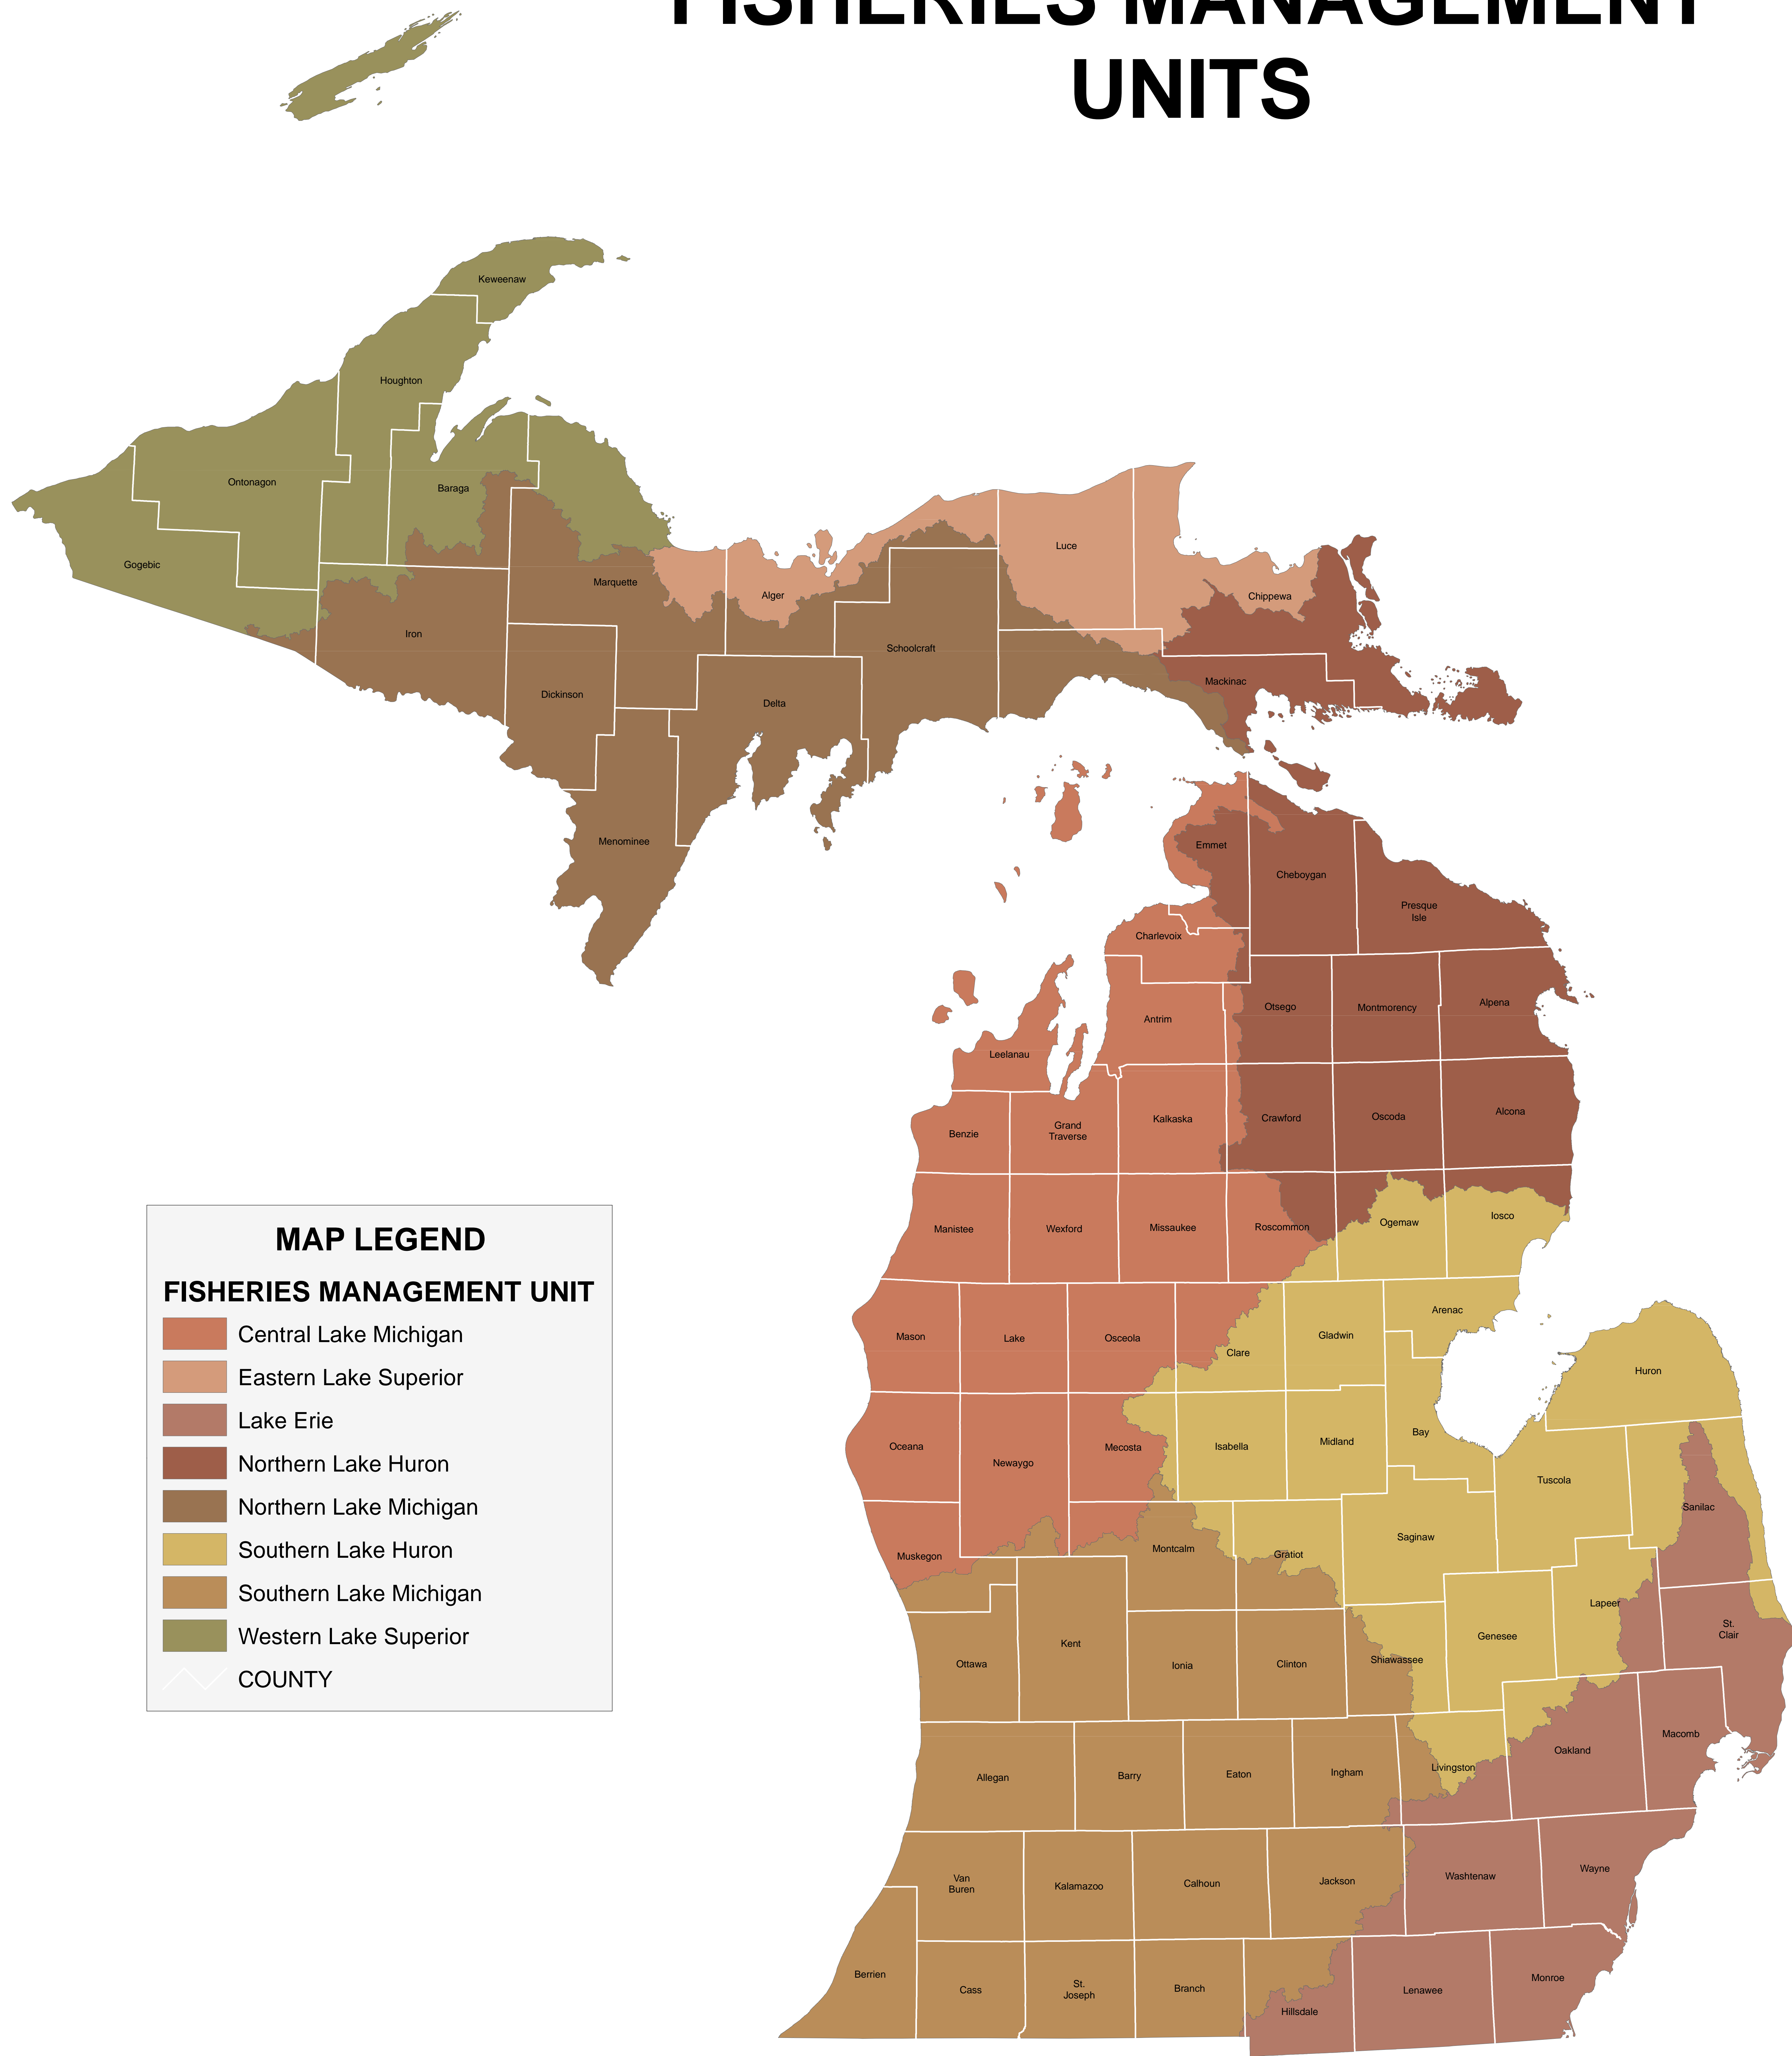 FISHERIES MANAGEMENT
UNITS
Keweenaw
Houghton
Ontonagon
Baraga
Gogebic
Marquette
Iron
Alger
Luce
Chippewa
Schoolcraft
Dickinson
Delta
Mackinac
Menominee
Emmet
Cheboygan
Presque
Isle
Charlevoix
Antrim
Otsego
Montmorency
Alpena
Leelanau
Benzie
Grand
Traverse
Kalkaska
Crawford
Oscoda
Alcona
Manistee
Wexford
Missaukee
Roscommon
Ogemaw
Iosco
Mason
Lake
Osceola
Clare
Gladwin
Arenac
Huron
Oceana
Newaygo
Mecosta
Isabella
Midland
Bay
Tuscola
Sanilac
Muskegon
Montcalm
Gratiot
Saginaw
Lapeer
St.
Clair
Ottawa
Kent
Ionia
Clinton
Shiawassee
Genesee
Allegan
Barry
Eaton
Ingham
Livingston
Oakland
Macomb
Van
Buren
Kalamazoo
Calhoun
Jackson
Washtenaw
Wayne
Berrien
Cass
St.
Joseph
Branch
Hillsdale
Lenawee
Monroe
MAP LEGEND
FISHERIES MANAGEMENT UNIT
Central Lake Michigan
Eastern Lake Superior
Lake Erie
Northern Lake Huron
Northern Lake Michigan
Southern Lake Huron
Southern Lake Michigan
Western Lake Superior
COUNTY